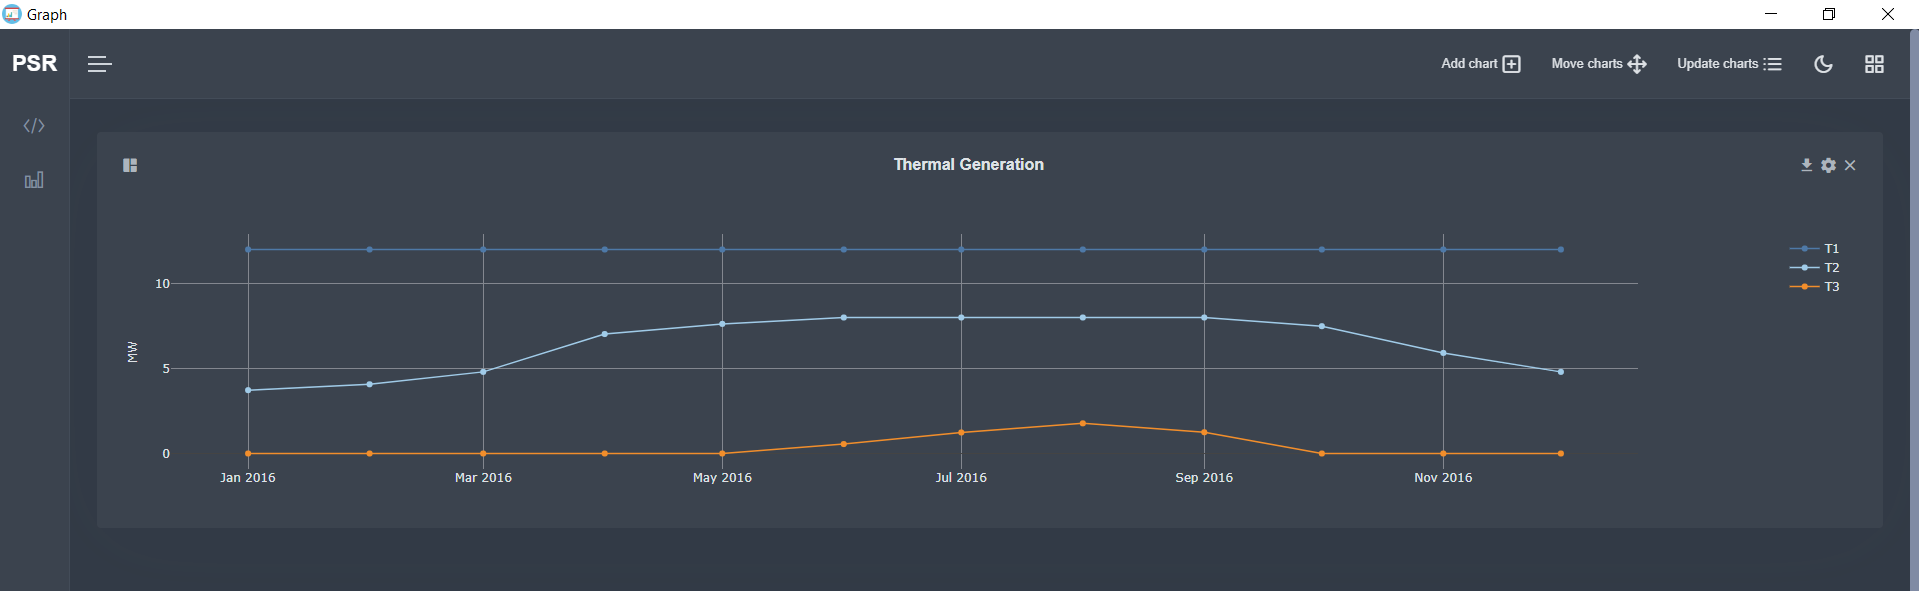 Graph
PSR
Add chart
Move charts
Update charts
Thermal Generation
T1
T2
T3
10
MW
5
0
Jan 2016
Mar 2016
May 2016
Jul 2016
Sep 2016
Nov 2016